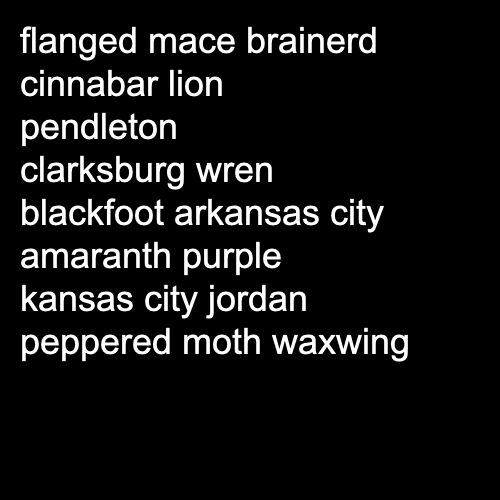 flanged mace brainerd
cinnabar lion
pendleton
clarksburg wren
blackfoot arkansas city
amaranth purple
kansas city jordan
peppered moth waxwing